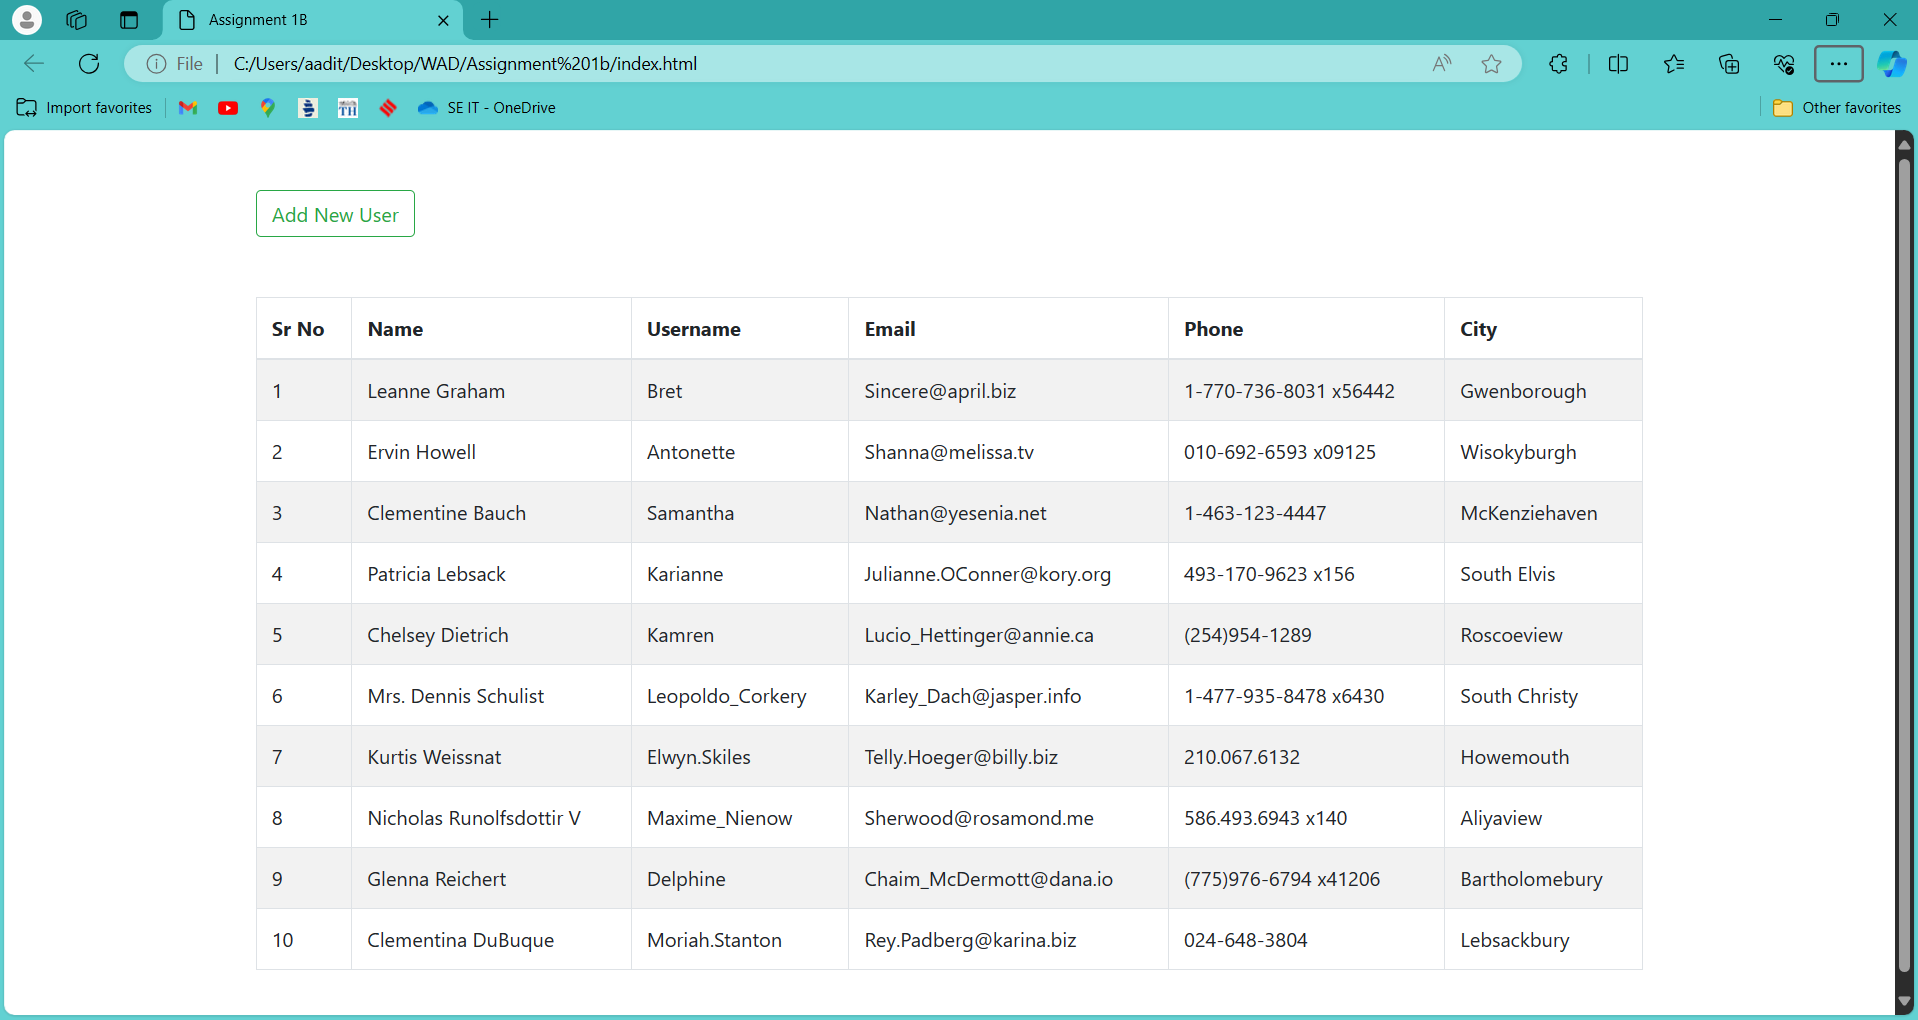 Assignment 1B
File C:/Users/aadit/Desktop/WAD/Assignment%201b/index.html
Import favorites TH SE IT - OneDrive Other favorites
Add New User
Sr No Name Username Email Phone City
1 Leanne Graham Bret Sincere@april.biz 1-770-736-8031 x56442 Gwenborough
2 Ervin Howell Antonette Shanna@melissa.tv 010-692-6593 x09125 Wisokyburgh
3 Clementine Bauch Samantha Nathan@yesenia.net 1-463-123-4447 McKenziehaven
4 Patricia Lebsack Karianne Julianne.OConner@kory.org 493-170-9623 x156 South Elvis
5 Chelsey Dietrich Kamren Lucio_Hettinger@annie.ca (254)954-1289 Roscoeview
6 Mrs. Dennis Schulist Leopoldo_Corkery Karley_Dach@jasper.info 1-477-935-8478 x6430 South Christy
7 Kurtis Weissnat Elwyn.Skiles Telly.Hoeger@billy.biz 210.067.6132 Howemouth
8 Nicholas Runolfsdottir V Maxime_Nienow Sherwood@rosamond.me 586.493.6943 x140 Aliyaview
9 Glenna Reichert Delphine Chaim_McDermott@dana.io (775)976-6794 x41206 Bartholomebury
10 Clementina DuBuque Moriah.Stanton Rey.Padberg@karina.biz 024-648-3804 Lebsackbury